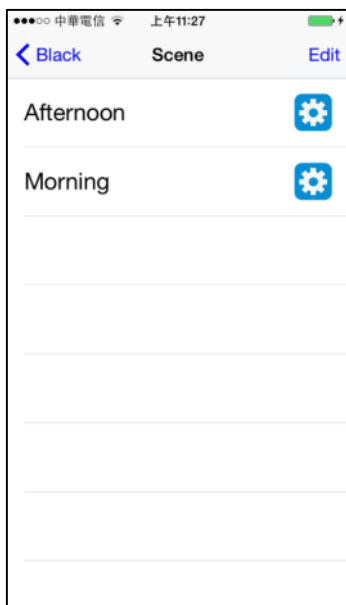 中華電信 上午11:27
Black Scene Edit
Afternoon
Morning